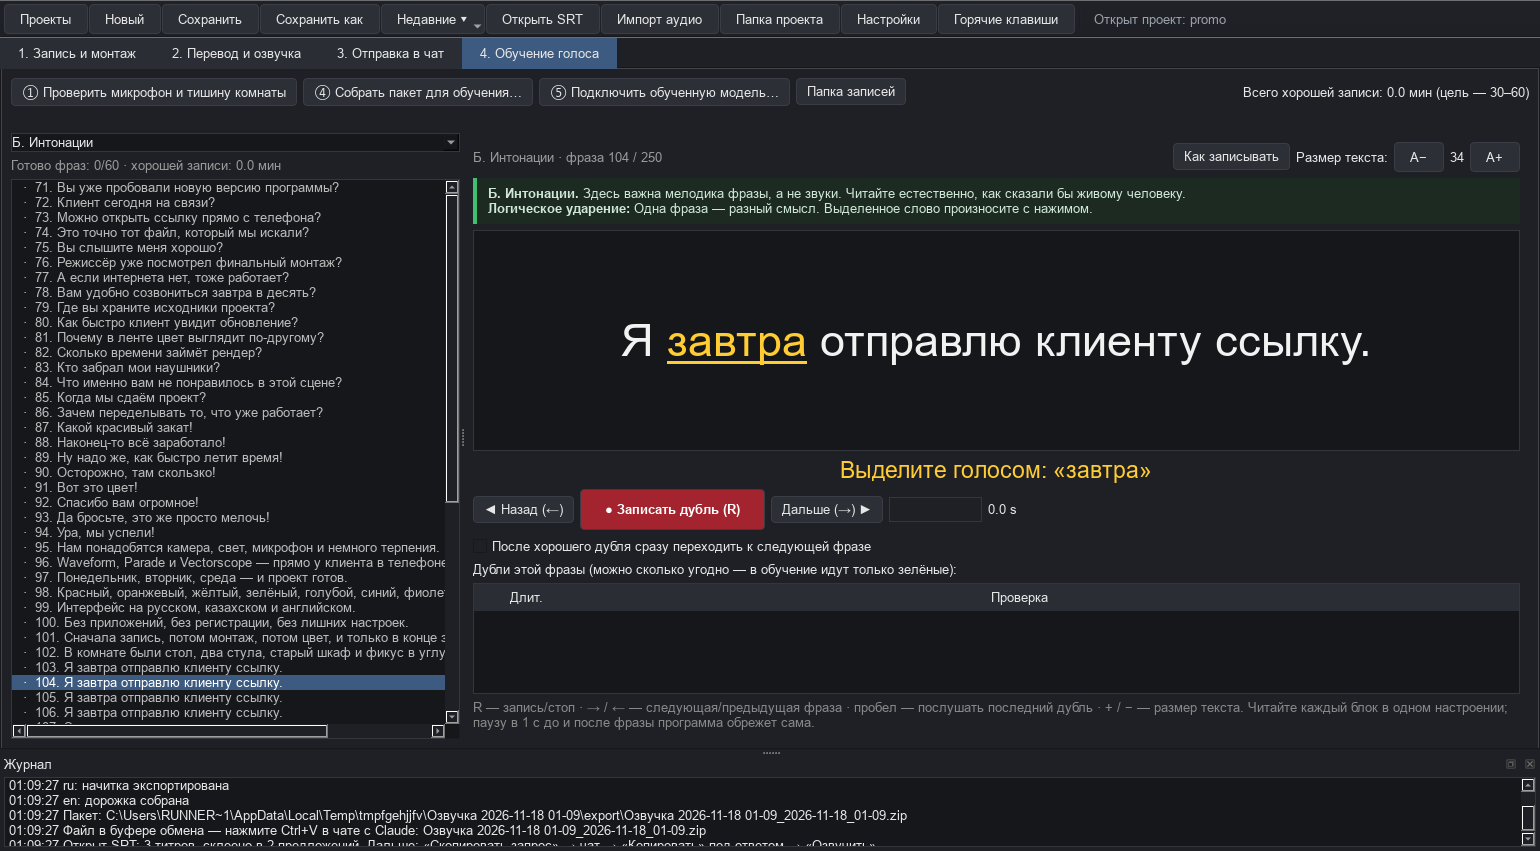 Проекты Новый Сохранить Сохранить как Недавние ▾ Открыть SRT Импорт аудио Папка проекта Настройки Горячие клавиши Открыт проект: promo
1. Запись и монтаж 2. Перевод и озвучка 3. Отправка в чат 4. Обучение голоса
① Проверить микрофон и тишину комнаты ④ Собрать пакет для обучения… ⑤ Подключить обученную модель… Папка записей Всего хорошей записи: 0.0 мин (цель — 30–60)
Б. Интонации
Готово фраз: 0/60 · хорошей записи: 0.0 мин
· 71. Вы уже пробовали новую версию программы?
· 72. Клиент сегодня на связи?
· 73. Можно открыть ссылку прямо с телефона?
· 74. Это точно тот файл, который мы искали?
· 75. Вы слышите меня хорошо?
· 76. Режиссёр уже посмотрел финальный монтаж?
· 77. А если интернета нет, тоже работает?
· 78. Вам удобно созвониться завтра в десять?
· 79. Где вы храните исходники проекта?
· 80. Как быстро клиент увидит обновление?
· 81. Почему в ленте цвет выглядит по-другому?
· 82. Сколько времени займёт рендер?
· 83. Кто забрал мои наушники?
· 84. Что именно вам не понравилось в этой сцене?
· 85. Когда мы сдаём проект?
· 86. Зачем переделывать то, что уже работает?
· 87. Какой красивый закат!
· 88. Наконец-то всё заработало!
· 89. Ну надо же, как быстро летит время!
· 90. Осторожно, там скользко!
· 91. Вот это цвет!
· 92. Спасибо вам огромное!
· 93. Да бросьте, это же просто мелочь!
· 94. Ура, мы успели!
· 95. Нам понадобятся камера, свет, микрофон и немного терпения.
· 96. Waveform, Parade и Vectorscope — прямо у клиента в телефоне
· 97. Понедельник, вторник, среда — и проект готов.
· 98. Красный, оранжевый, жёлтый, зелёный, голубой, синий, фиоле
· 99. Интерфейс на русском, казахском и английском.
· 100. Без приложений, без регистрации, без лишних настроек.
· 101. Сначала запись, потом монтаж, потом цвет, и только в конце з
· 102. В комнате были стол, два стула, старый шкаф и фикус в углу
· 103. Я завтра отправлю клиенту ссылку.
· 104. Я завтра отправлю клиенту ссылку.
· 105. Я завтра отправлю клиенту ссылку.
· 106. Я завтра отправлю клиенту ссылку.
Б. Интонации · фраза 104 / 250 Как записывать Размер текста: A− 34 A+
Б. Интонации. Здесь важна мелодика фразы, а не звуки. Читайте естественно, как сказали бы живому человеку.
Логическое ударение: Одна фраза — разный смысл. Выделенное слово произносите с нажимом.
Я завтра отправлю клиенту ссылку.
Выделите голосом: «завтра»
◄ Назад (←) ● Записать дубль (R) Дальше (→) ► 0.0 s
После хорошего дубля сразу переходить к следующей фразе
Дубли этой фразы (можно сколько угодно — в обучение идут только зелёные):
Длит. Проверка
R — запись/стоп · → / ← — следующая/предыдущая фраза · пробел — послушать последний дубль · + / − — размер текста. Читайте каждый блок в одном настроении;
паузу в 1 с до и после фразы программа обрежет сама.
Журнал
01:09:27 ru: начитка экспортирована
01:09:27 en: дорожка собрана
01:09:27 Пакет: C:\Users\RUNNER~1\AppData\Local\Temp\tmpfgehjjfv\Озвучка 2026-11-18 01-09\export\Озвучка 2026-11-18 01-09_2026-11-18_01-09.zip
01:09:27 Файл в буфере обмена — нажмите Ctrl+V в чате с Claude: Озвучка 2026-11-18 01-09_2026-11-18_01-09.zip
01:09:27 Открыт SRT: 3 титров, склеено в 2 предложений. Дальше: «Скопировать запрос» → чат → «Копировать» под ответом → «Озвучить»